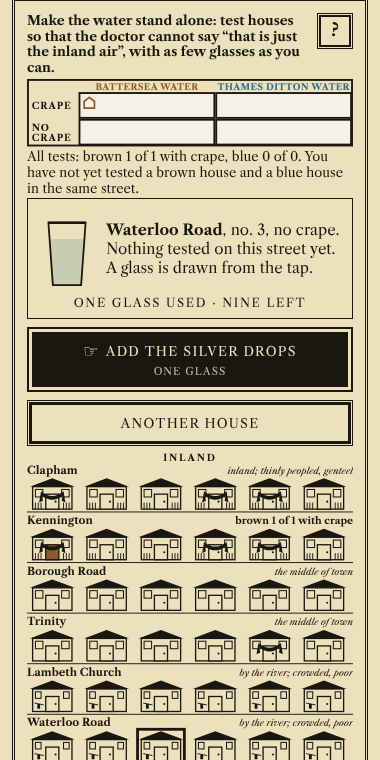 Make the water stand alone: test houses
so that the doctor cannot say “that is just
the inland air”, with as few glasses as you
can.
?
BATTERSEA WATER THAMES DITTON WATER
CRAPE
NO
CRAPE
All tests: brown 1 of 1 with crape, blue 0 of 0. You
have not yet tested a brown house and a blue house
in the same street.
Waterloo Road, no. 3, no crape.
Nothing tested on this street yet.
A glass is drawn from the tap.
ONE GLASS USED · NINE LEFT
☞ ADD THE SILVER DROPS
ONE GLASS
ANOTHER HOUSE
INLAND
Clapham inland; thinly peopled, genteel
Kennington brown 1 of 1 with crape
Borough Road the middle of town
Trinity the middle of town
Lambeth Church by the river; crowded, poor
Waterloo Road by the river; crowded, poor